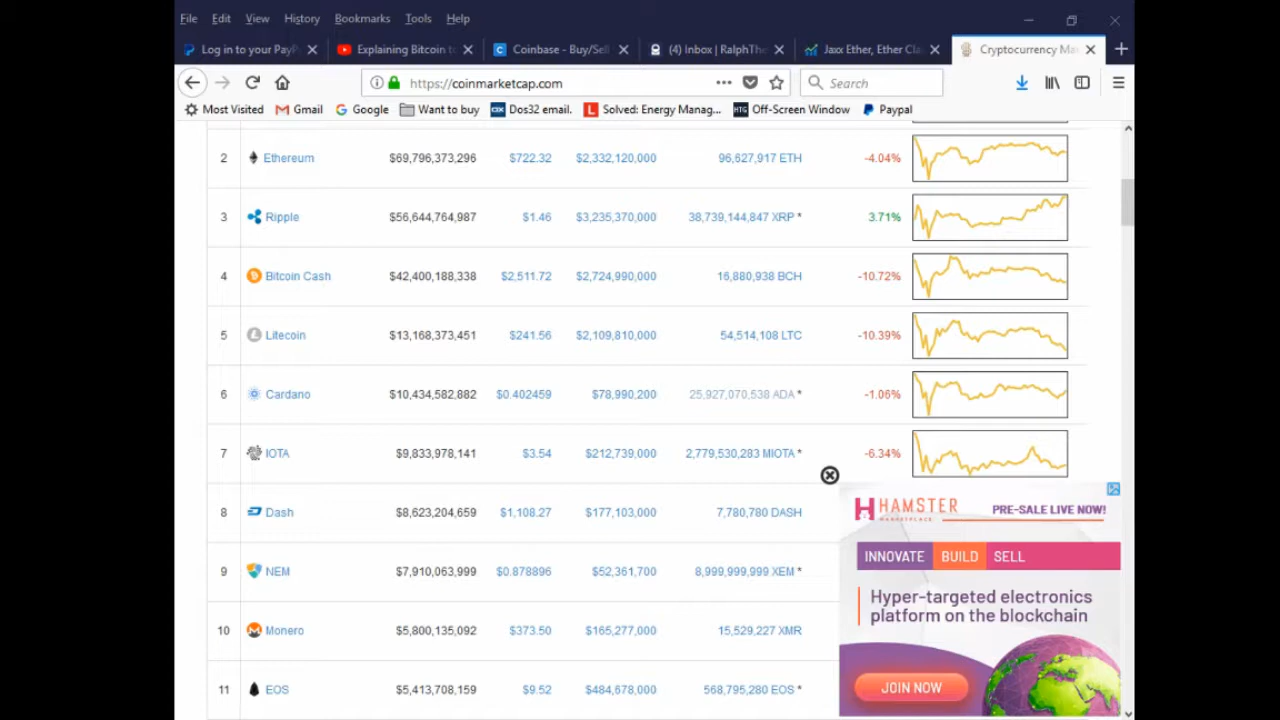 File Edit View History Bookmarks Tools Help
Log in to your PayP Explaining Bitcoin to Coinbase - Buy/Sell (4) Inbox | RalphThe Jaxx Ether, Ether Cla Cryptocurrency Ma
https://coinmarketcap.com Search
Most Visited Gmail Google Want to buy Dos32 email. Solved: Energy Manag... Off-Screen Window Paypal
2 Ethereum $69,796,373,296 $722.32 $2,332,120,000 96,627,917 ETH -4.04%
3 Ripple $56,644,764,987 $1.46 $3,235,370,000 38,739,144,847 XRP * 3.71%
4 Bitcoin Cash $42,400,188,338 $2,511.72 $2,724,990,000 16,880,938 BCH -10.72%
5 Litecoin $13,168,373,451 $241.56 $2,109,810,000 54,514,108 LTC -10.39%
6 Cardano $10,434,582,882 $0.402459 $78,990,200 25,927,070,538 ADA * -1.06%
7 IOTA $9,833,978,141 $3.54 $212,739,000 2,779,530,283 MIOTA * -6.34%
8 Dash $8,623,204,659 $1,108.27 $177,103,000 7,780,780 DASH
9 NEM $7,910,063,999 $0.878896 $52,361,700 8,999,999,999 XEM *
10 Monero $5,800,135,092 $373.50 $165,277,000 15,529,227 XMR
11 EOS $5,413,708,159 $9.52 $484,678,000 568,795,280 EOS *
HAMSTER
MARKETPLACE
PRE-SALE LIVE NOW!
INNOVATE BUILD SELL
Hyper-targeted electronics
platform on the blockchain
JOIN NOW